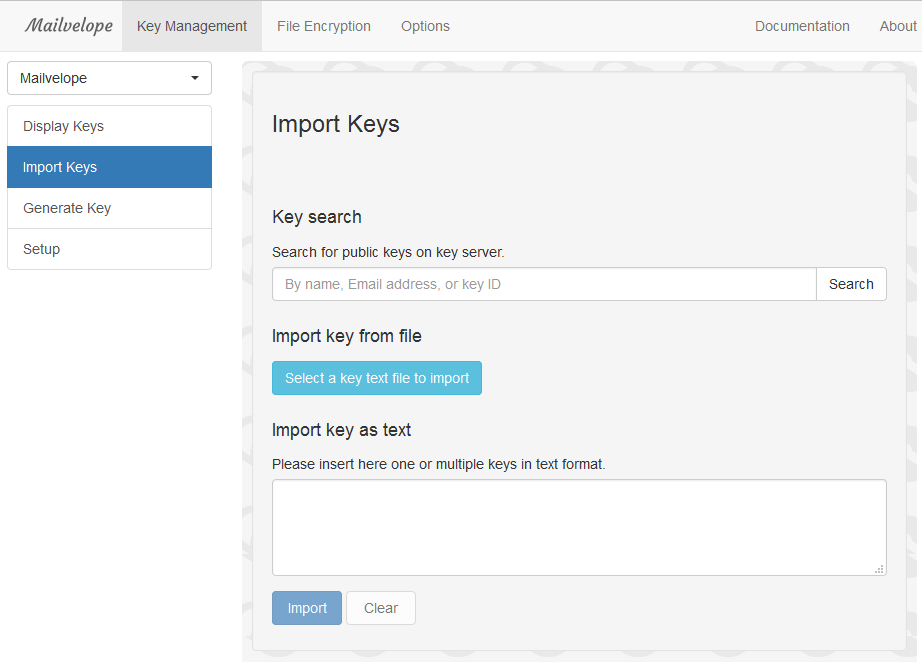 Mailvelope Key Management File Encryption Options Documentation About
Mailvelope
Display Keys
Import Keys
Generate Key
Setup
Import Keys
Key search
Search for public keys on key server.
By name, Email address, or key ID Search
Import key from file
Select a key text file to import
Import key as text
Please insert here one or multiple keys in text format.
Import Clear